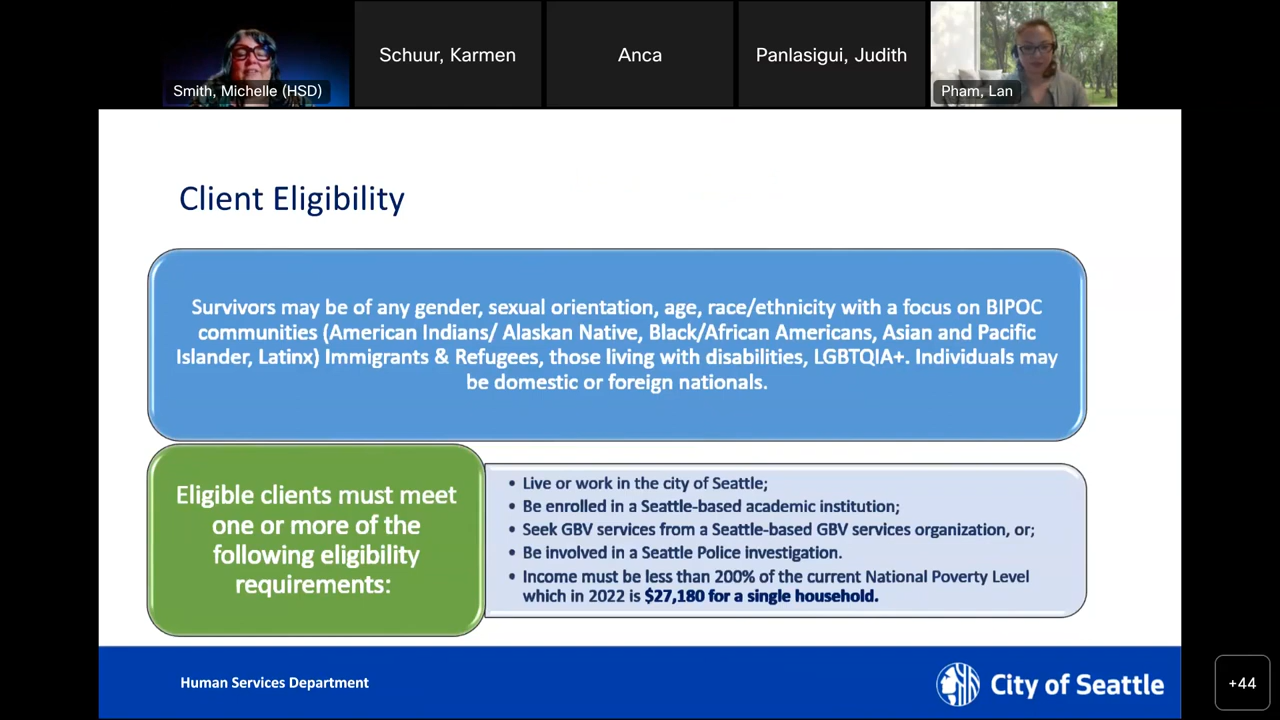 Smith, Michelle (HSD)
Schuur, Karmen
Anca
Panlasigui, Judith
Pham, Lan
Client Eligibility
Survivors may be of any gender, sexual orientation, age, race/ethnicity with a focus on BIPOC
communities (American Indians/ Alaskan Native, Black/African Americans, Asian and Pacific
Islander, Latinx) Immigrants & Refugees, those living with disabilities, LGBTQIA+. Individuals may
be domestic or foreign nationals.
Eligible clients must meet
one or more of the
following eligibility
requirements:
• Live or work in the city of Seattle;
• Be enrolled in a Seattle-based academic institution;
• Seek GBV services from a Seattle-based GBV services organization, or;
• Be involved in a Seattle Police investigation.
• Income must be less than 200% of the current National Poverty Level
which in 2022 is $27,180 for a single household.
Human Services Department
City of Seattle
+44